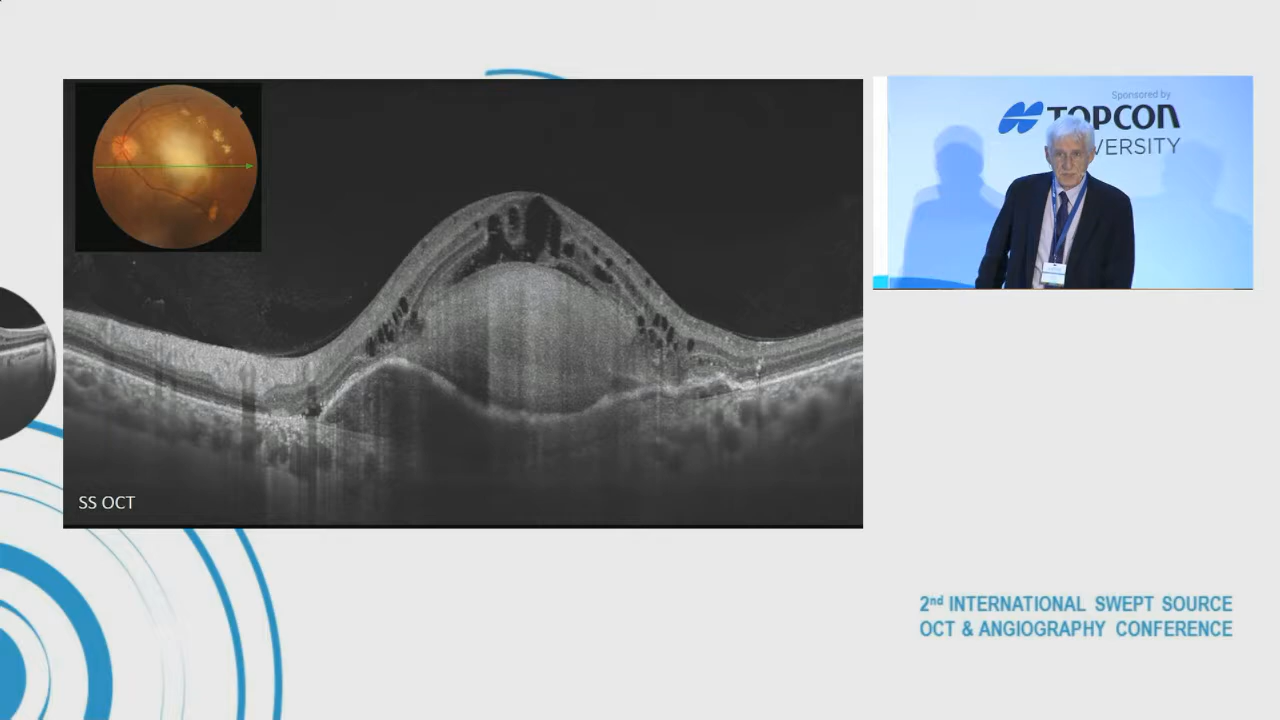 Sponsored by
TOPCON
VERSITY
SS OCT
2nd INTERNATIONAL SWEPT SOURCE
OCT & ANGIOGRAPHY CONFERENCE